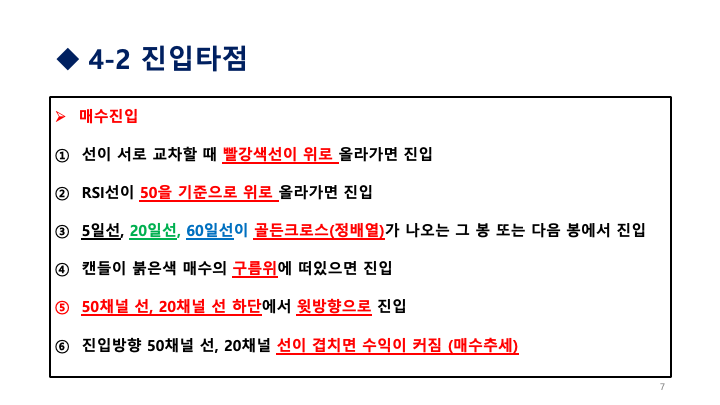 ◆ 4-2 진입타점
➢ 매수진입
① 선이 서로 교차할 때 빨강색선이 위로 올라가면 진입
② RSI선이 50을 기준으로 위로 올라가면 진입
③ 5일선, 20일선, 60일선이 골든크로스(정배열)가 나오는 그 봉 또는 다음 봉에서 진입
④ 캔들이 붉은색 매수의 구름위에 떠있으면 진입
⑤ 50채널 선, 20채널 선 하단에서 윗방향으로 진입
⑥ 진입방향 50채널 선, 20채널 선이 겹치면 수익이 커짐 (매수추세)
7